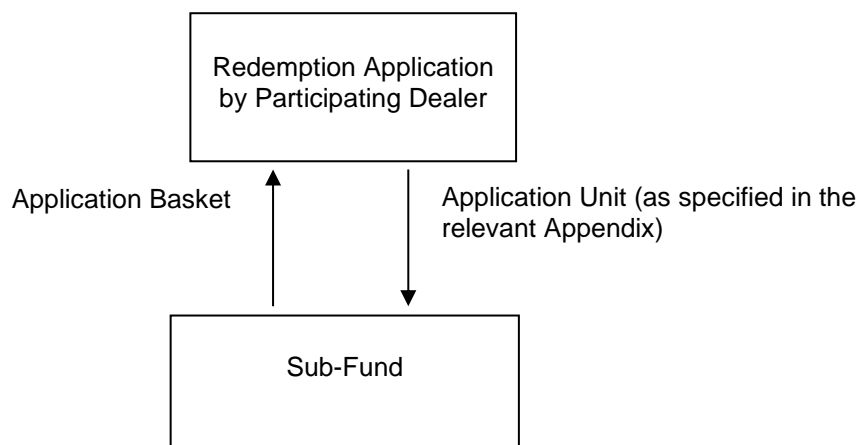 Redemption Application
by Participating Dealer
Application Basket
Application Unit (as specified in the
relevant Appendix)
Sub-Fund